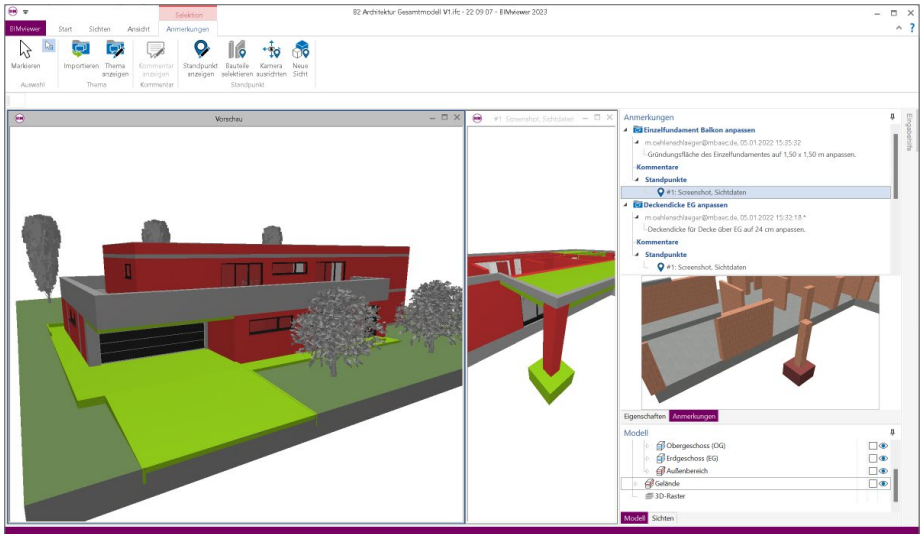 Selektion
B2 Architektur Gesamtmodell V1.ifc - 22 09 07 - BIMviewer 2023
BIMviewer Start Sichten Ansicht Anmerkungen
Markieren
Importieren
Thema anzeigen
Kommentar anzeigen
Standpunkt anzeigen
Bauteile selektieren
Kamera ausrichten
Neue Sicht
Auswahl Thema Kommentar Standpunkt
Vorschau
#1: Screenshot, Sichtdaten
Anmerkungen
Einzelfundament Balkon anpassen
m.oehlenschlaeger@mbaec.de, 05.01.2022 15:35:32
Gründungsfläche des Einzelfundamentes auf 1,50 x 1,50 m anpassen.
Kommentare
Standpunkte
#1: Screenshot, Sichtdaten
Deckendicke EG anpassen
m.oehlenschlaeger@mbaec.de, 05.01.2022 15:32:18 *
Deckendicke für Decke über EG auf 24 cm anpassen.
Kommentare
Standpunkte
#1: Screenshot, Sichtdaten
Eigenschaften Anmerkungen
Modell
Obergeschoss (OG)
Erdgeschoss (EG)
Außenbereich
Gelände
3D-Raster
Modell Sichten
Eingabehilfe